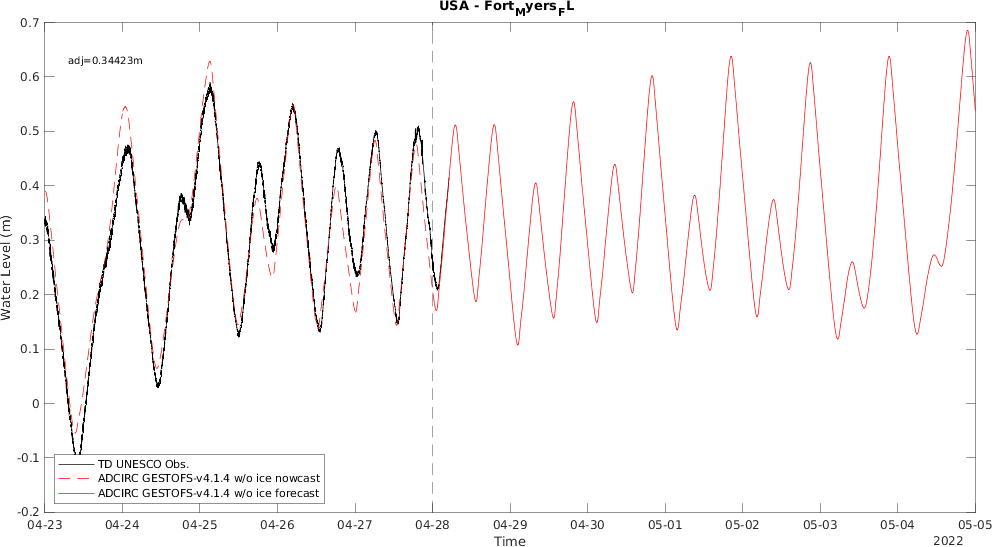 USA - Fort_Myers_FL
0.7
adj=0.34423m
0.6
0.5
0.4
0.3
0.2
0.1
0
-0.1
-0.2
Water Level (m)
TD UNESCO Obs.
ADCIRC GESTOFS-v4.1.4 w/o ice nowcast
ADCIRC GESTOFS-v4.1.4 w/o ice forecast
04-23 04-24 04-25 04-26 04-27 04-28 04-29 04-30 05-01 05-02 05-03 05-04 05-05
Time
2022